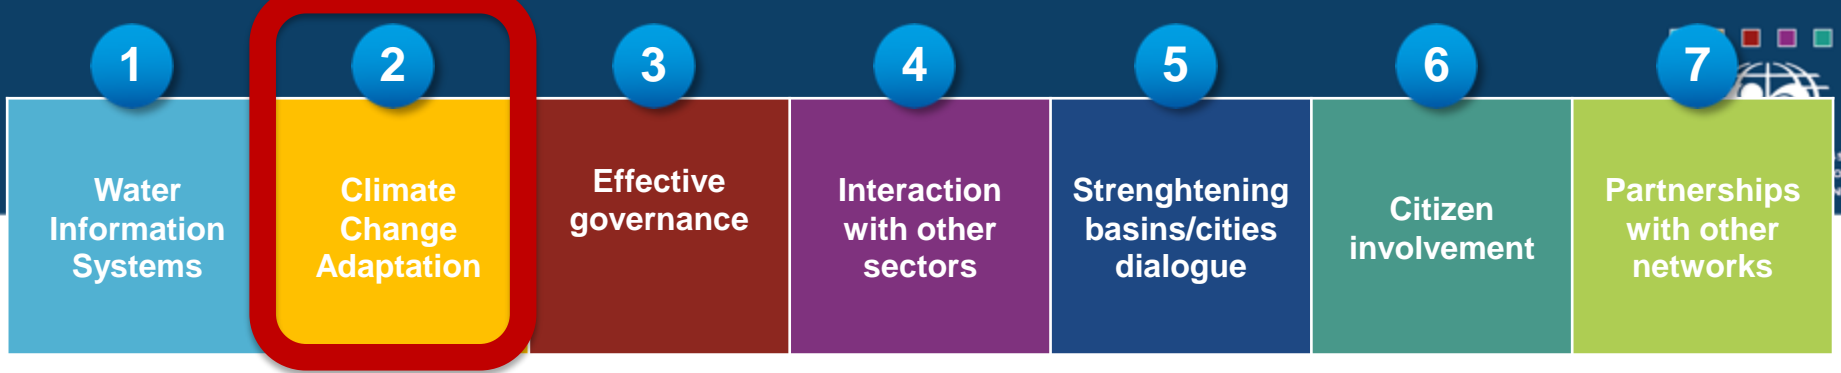 1
2
3
4
5
6
7
Water
Information
Systems
Climate
Change
Adaptation
Effective
governance
Interaction
with other
sectors
Strenghtening
basins/cities
dialogue
Citizen
involvement
Partnerships
with other
networks